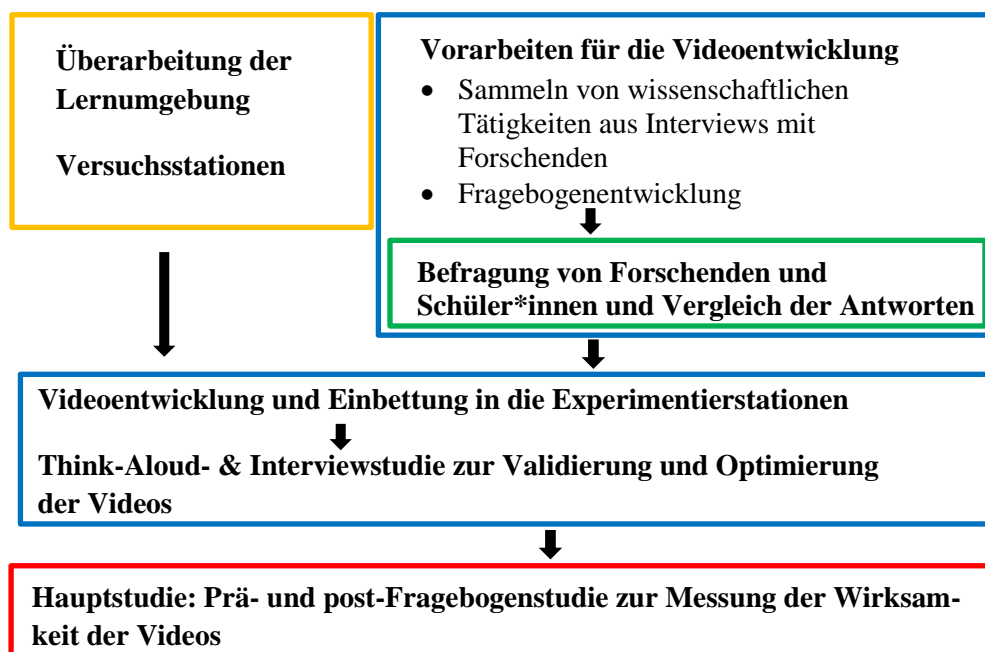 Überarbeitung der
Lernumgebung
Versuchsstationen
Vorarbeiten für die Videoentwicklung
• Sammeln von wissenschaftlichen
Tätigkeiten aus Interviews mit
Forschenden
• Fragebogenentwicklung
Befragung von Forschenden und
Schüler*innen und Vergleich der Antworten
Videoentwicklung und Einbettung in die Experimentierstationen
Think-Aloud- & Interviewstudie zur Validierung und Optimierung
der Videos
Hauptstudie: Prä- und post-Fragebogenstudie zur Messung der Wirksam-
keit der Videos